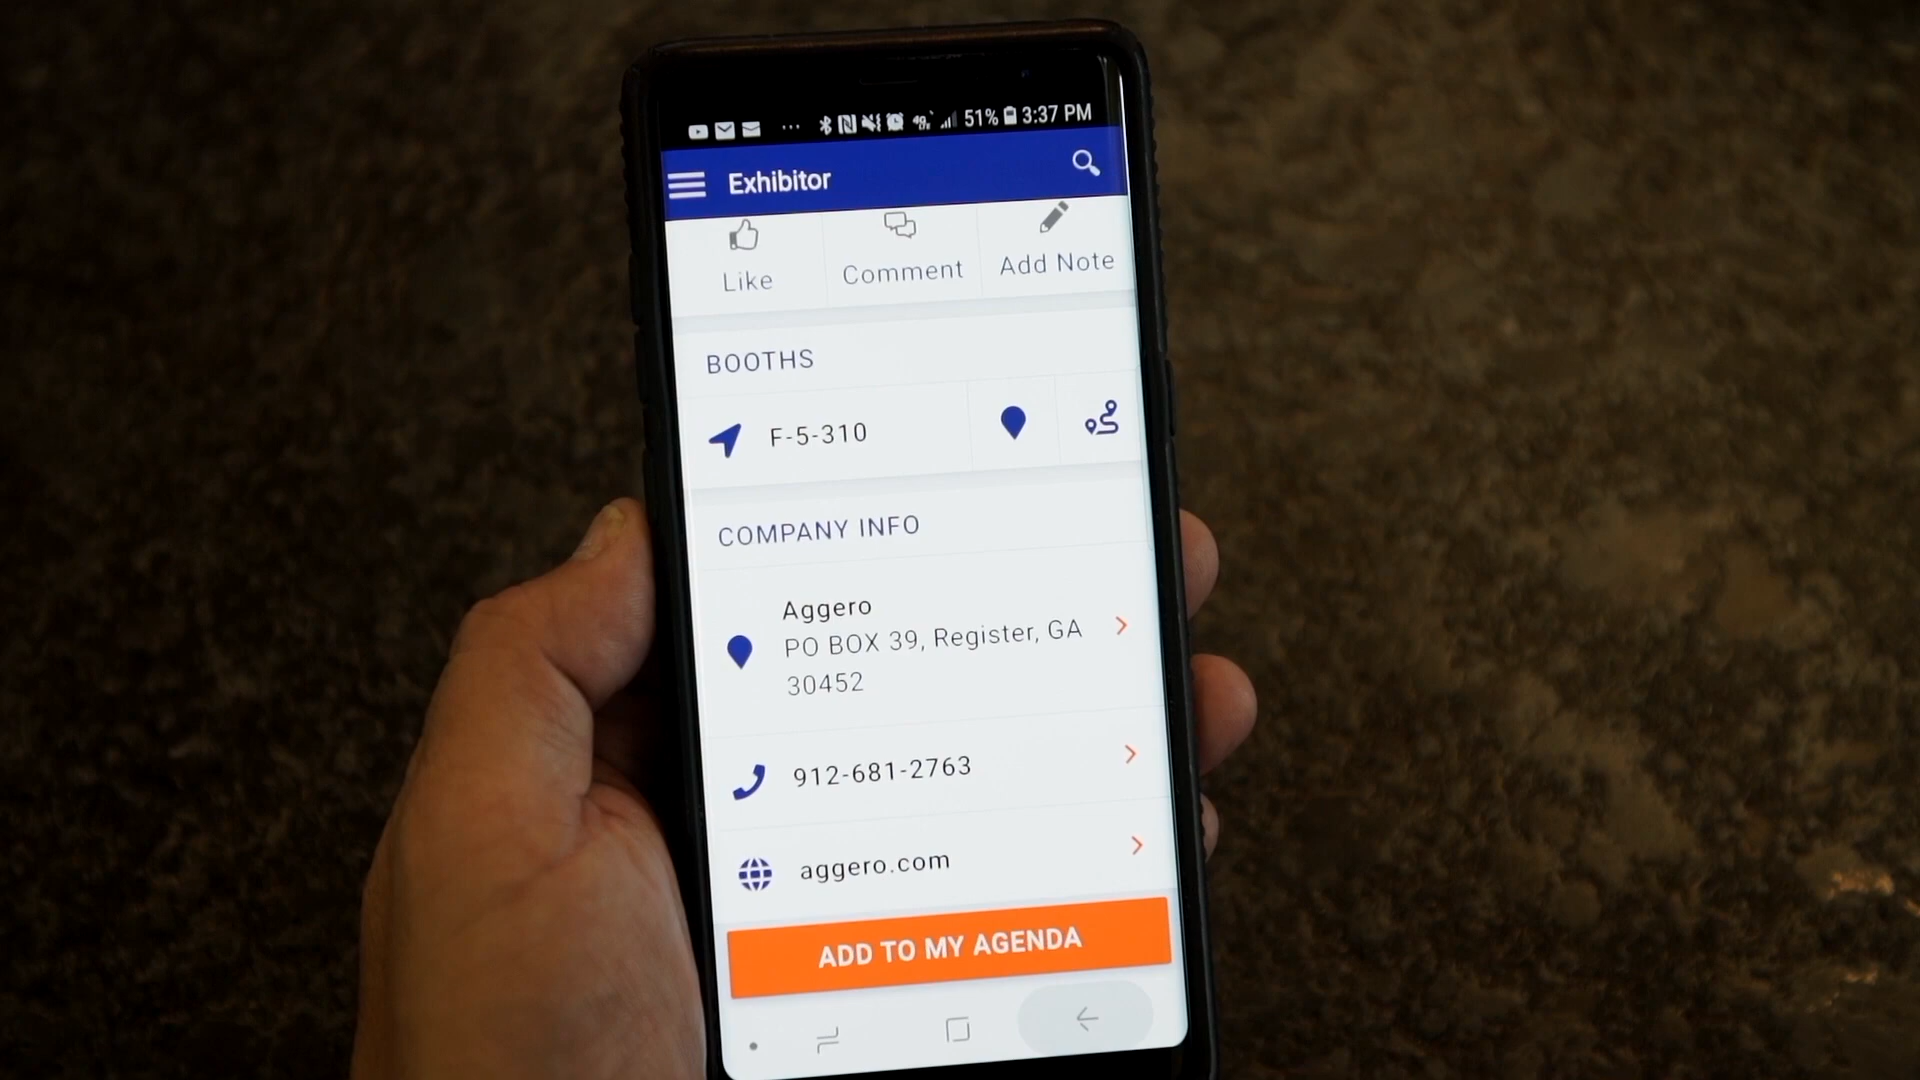 51% 3:37 PM
Exhibitor
Like Comment Add Note
BOOTHS
F-5-310
COMPANY INFO
Aggero
PO BOX 39, Register, GA
30452
912-681-2763
aggero.com
ADD TO MY AGENDA